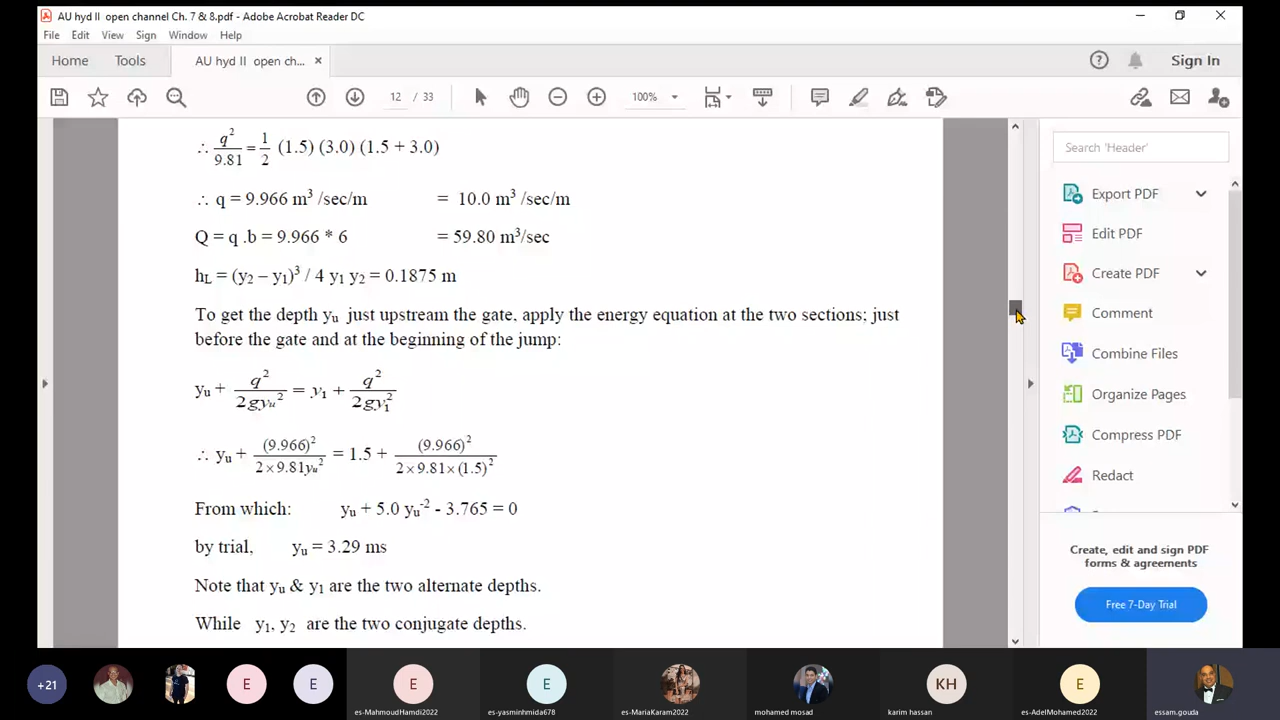 AU hyd II open channel Ch. 7 & 8.pdf - Adobe Acrobat Reader DC
File Edit View Sign Window Help
Home Tools AU hyd II open ch... × Sign In
12 / 33 100%
∴ q² / 9.81 = 1/2 (1.5) (3.0) (1.5 + 3.0)
∴ q = 9.966 m³ /sec/m = 10.0 m³ /sec/m
Q = q .b = 9.966 * 6 = 59.80 m³/sec
hL = (y₂ – y₁)³ / 4 y₁ y₂ = 0.1875 m
To get the depth yu just upstream the gate, apply the energy equation at the two sections; just
before the gate and at the beginning of the jump:
yu + q² / 2gyu² = y₁ + q² / 2gy₁²
∴ yu + (9.966)² / 2×9.81yu² = 1.5 + (9.966)² / 2×9.81×(1.5)²
From which: yu + 5.0 yu⁻² - 3.765 = 0
by trial, yu = 3.29 ms
Note that yu & y₁ are the two alternate depths.
While y₁, y₂ are the two conjugate depths.
Search 'Header'
Export PDF
Edit PDF
Create PDF
Comment
Combine Files
Organize Pages
Compress PDF
Redact
Create, edit and sign PDF
forms & agreements
Free 7-Day Trial
+21 E E E E KH E
es-MahmoudHamdi2022 es-yasminhmida678 es-MariaKaram2022 mohamed mosad karim hassan es-AdelMohamed2022 essam.gouda